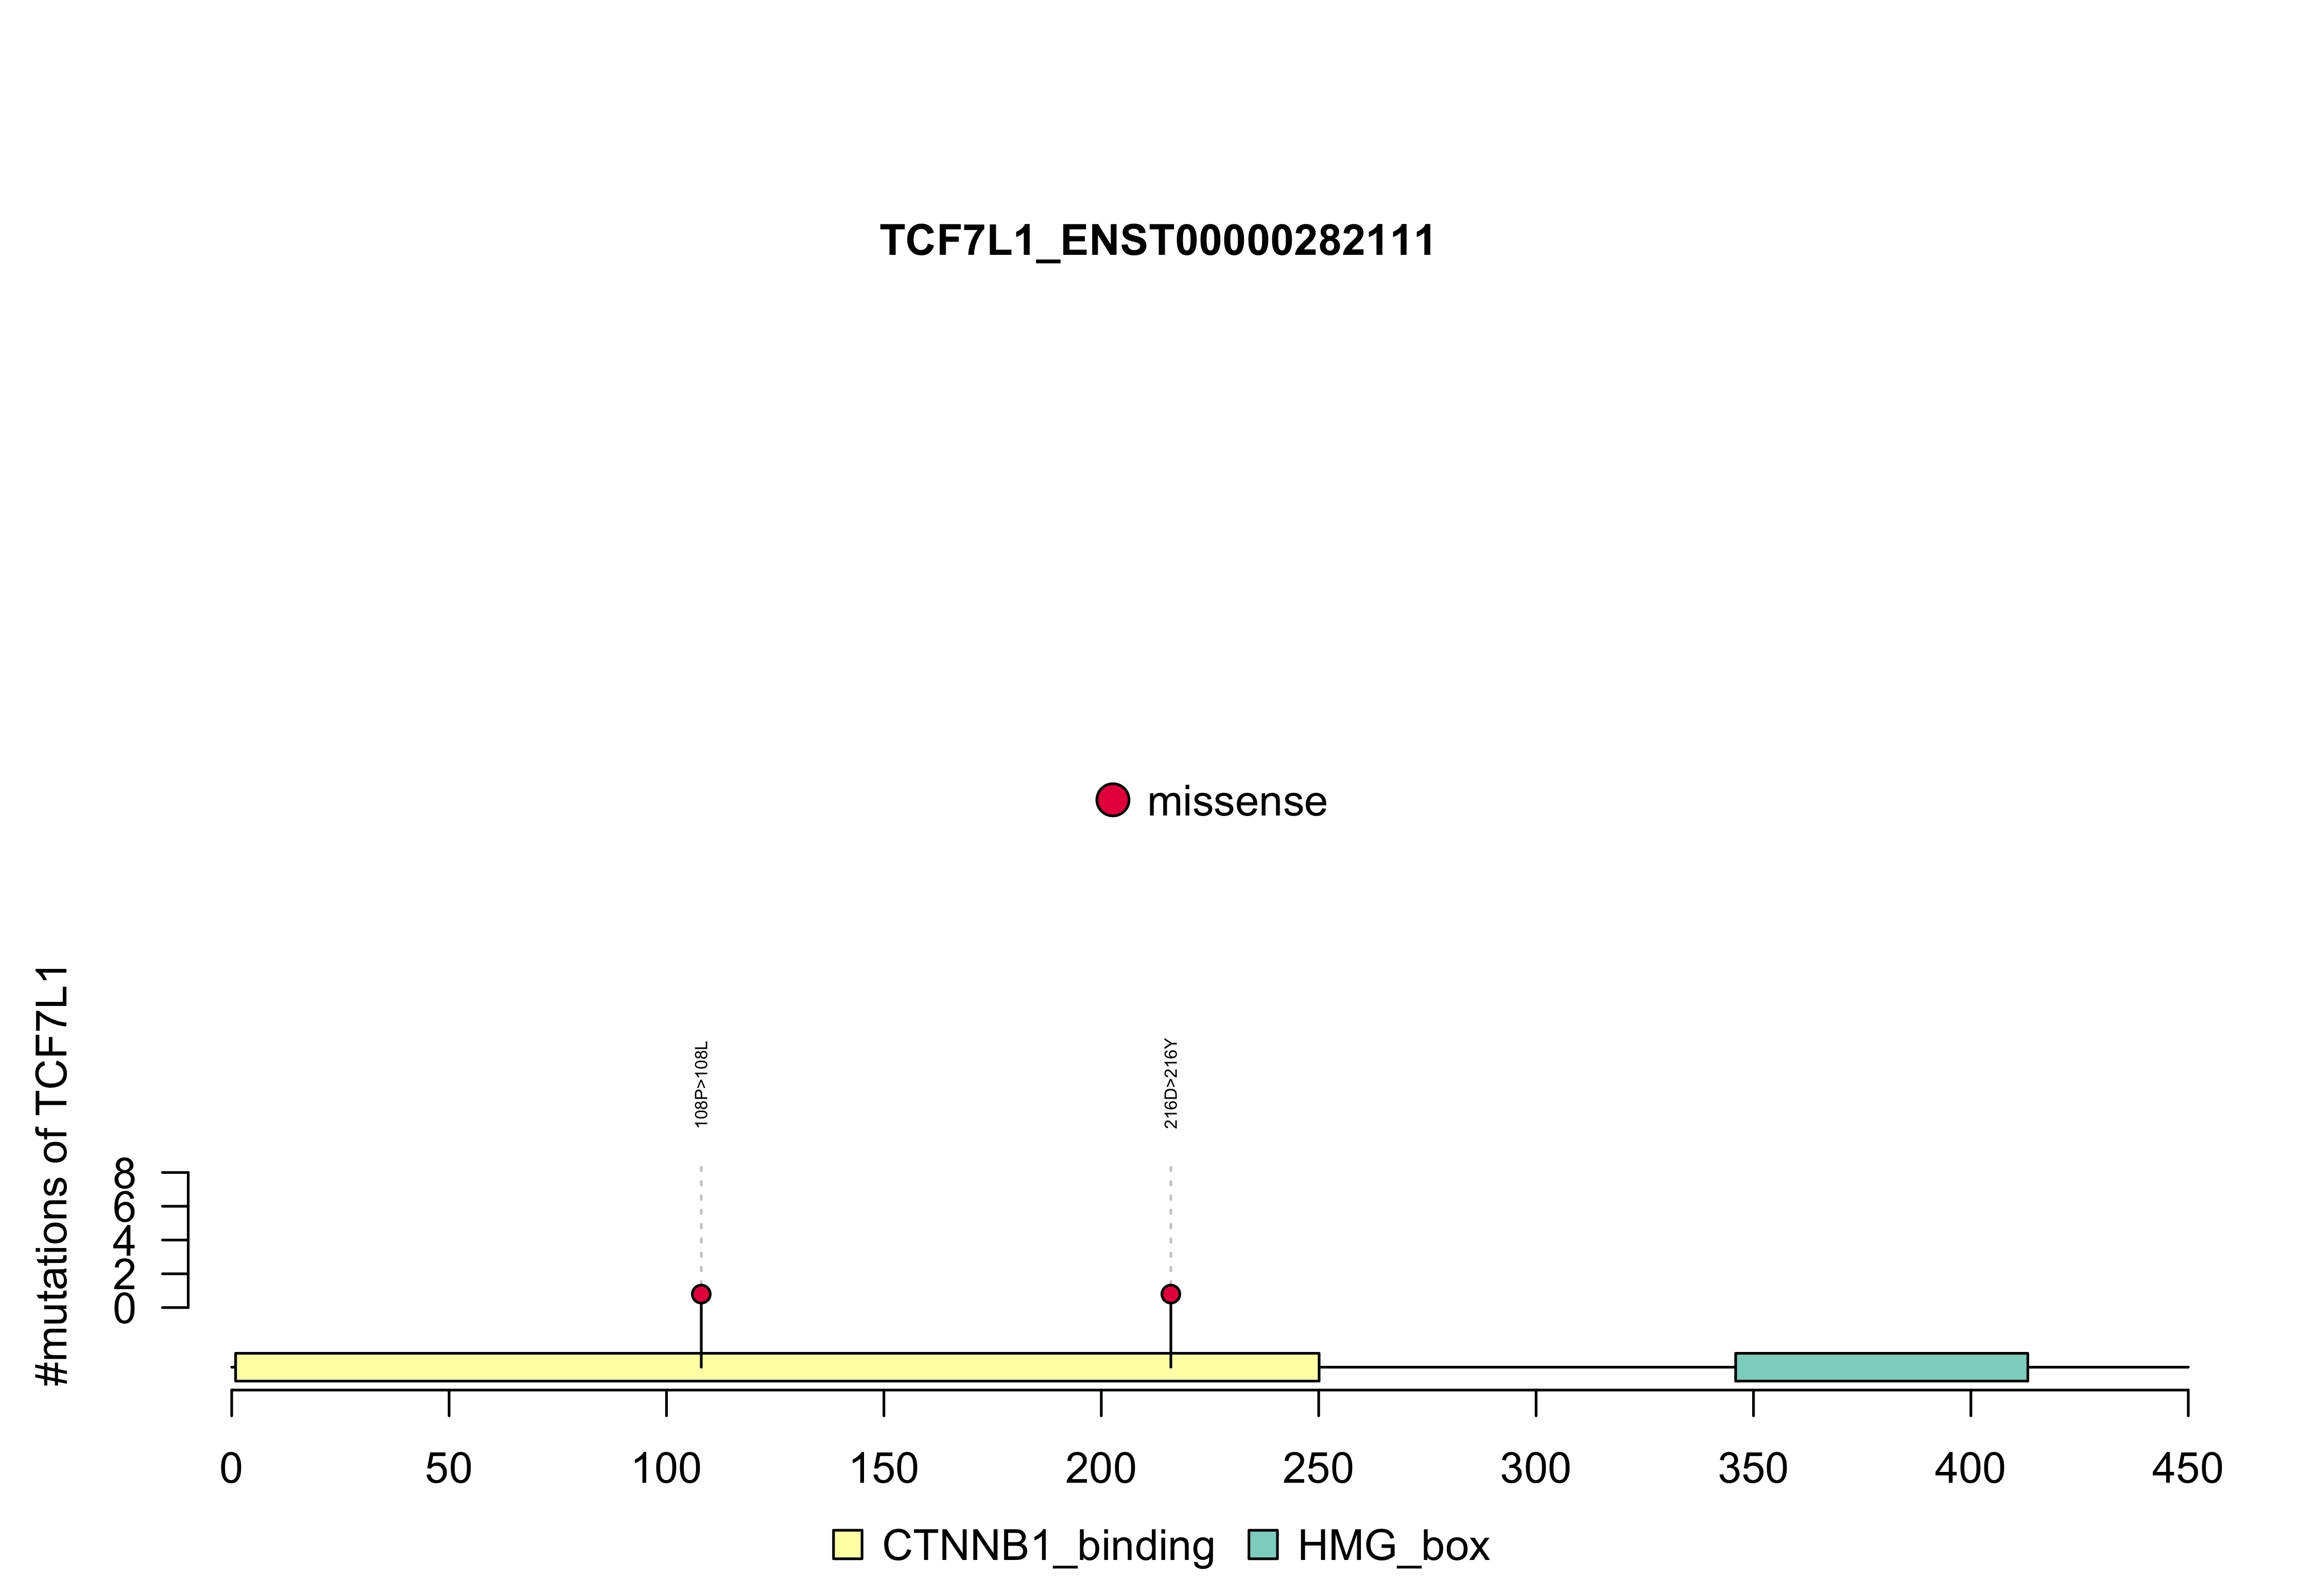 TCF7L1_ENST00000282111
missense
#mutations of TCF7L1
108P>108L
216D>216Y
8
6
4
2
0
0 50 100 150 200 250 300 350 400 450
CTNNB1_binding HMG_box